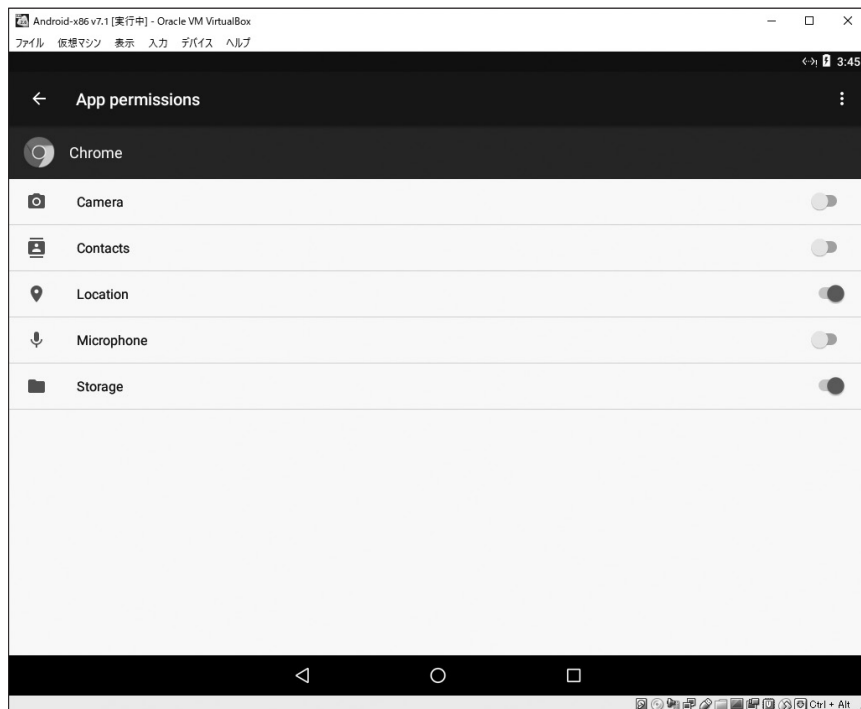 Android-x86 v7.1 [実行中] - Oracle VM VirtualBox
ファイル 仮想マシン 表示 入力 デバイス ヘルプ
3:45
App permissions
Chrome
Camera
Contacts
Location
Microphone
Storage
Ctrl + Alt